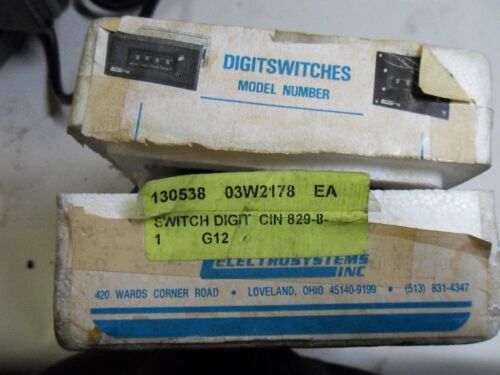 DIGITSWITCHES
MODEL NUMBER
130538 03W2178 EA
SWITCH DIGIT CIN 829-8-
1 G12
ELECTROSYSTEMS
INC
420 WARDS CORNER ROAD • LOVELAND, OHIO 45140-9199 • (513) 831-4347